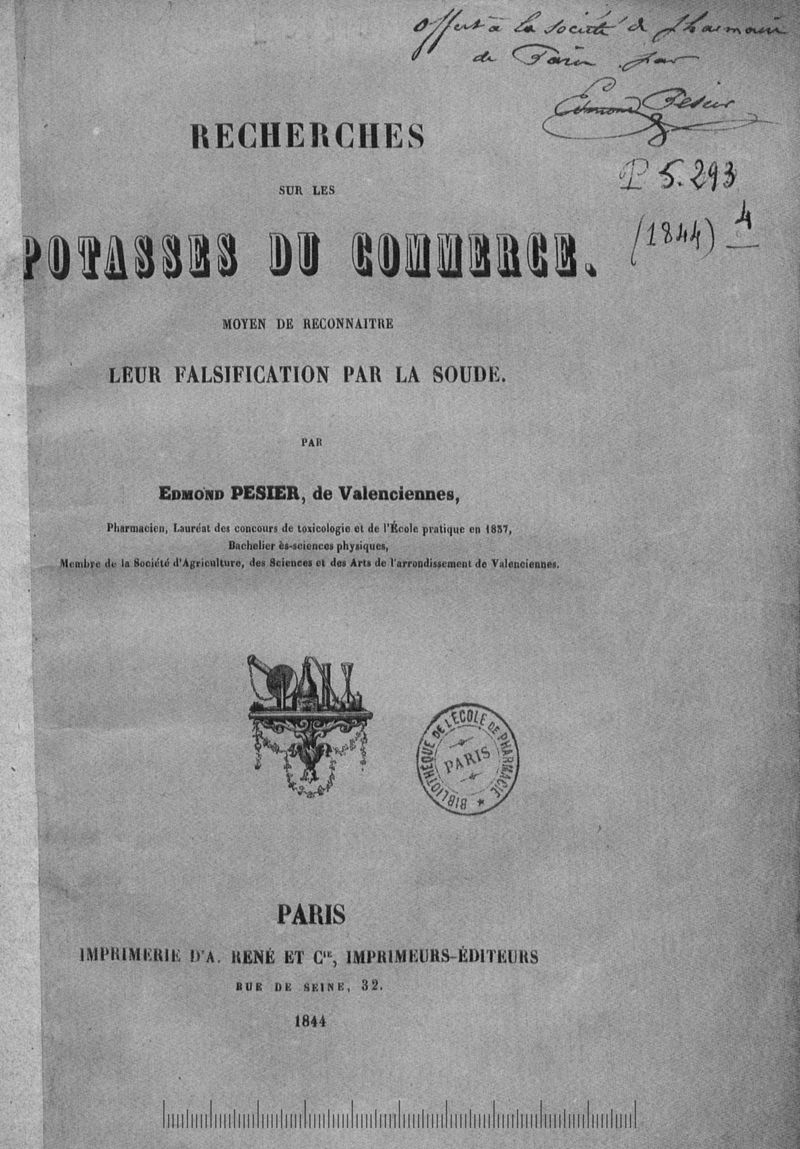 Offert à la société de pharmacie
de Paris par
Edmond Pesier
P 5.293
(1844) 4
RECHERCHES
SUR LES
POTASSES DU COMMERCE.
MOYEN DE RECONNAITRE
LEUR FALSIFICATION PAR LA SOUDE.
PAR
EDMOND PESIER, de Valenciennes,
Pharmacien, Lauréat des concours de toxicologie et de l'École pratique en 1837,
Bachelier ès-sciences physiques,
Membre de la Société d'Agriculture, des Sciences et des Arts de l'arrondissement de Valenciennes.
BIBLIOTHÈQUE DE L'ÉCOLE DE PHARMACIE
PARIS
PARIS
IMPRIMERIE D'A. RENÉ ET Cie, IMPRIMEURS-ÉDITEURS
RUE DE SEINE, 32.
1844